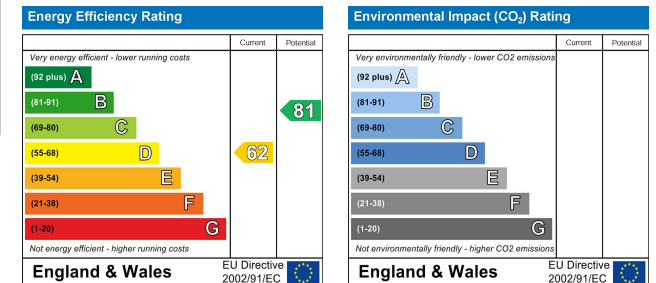 Energy Efficiency Rating
Current Potential
Very energy efficient - lower running costs
(92 plus) A
(81-91) B
(69-80) C
(55-68) D
(39-54) E
(21-38) F
(1-20) G
62
81
Not energy efficient - higher running costs
England & Wales
EU Directive
2002/91/EC
Environmental Impact (CO₂) Rating
Current Potential
Very environmentally friendly - lower CO2 emissions
(92 plus) A
(81-91) B
(69-80) C
(55-68) D
(39-54) E
(21-38) F
(1-20) G
Not environmentally friendly - higher CO2 emissions
England & Wales
EU Directive
2002/91/EC